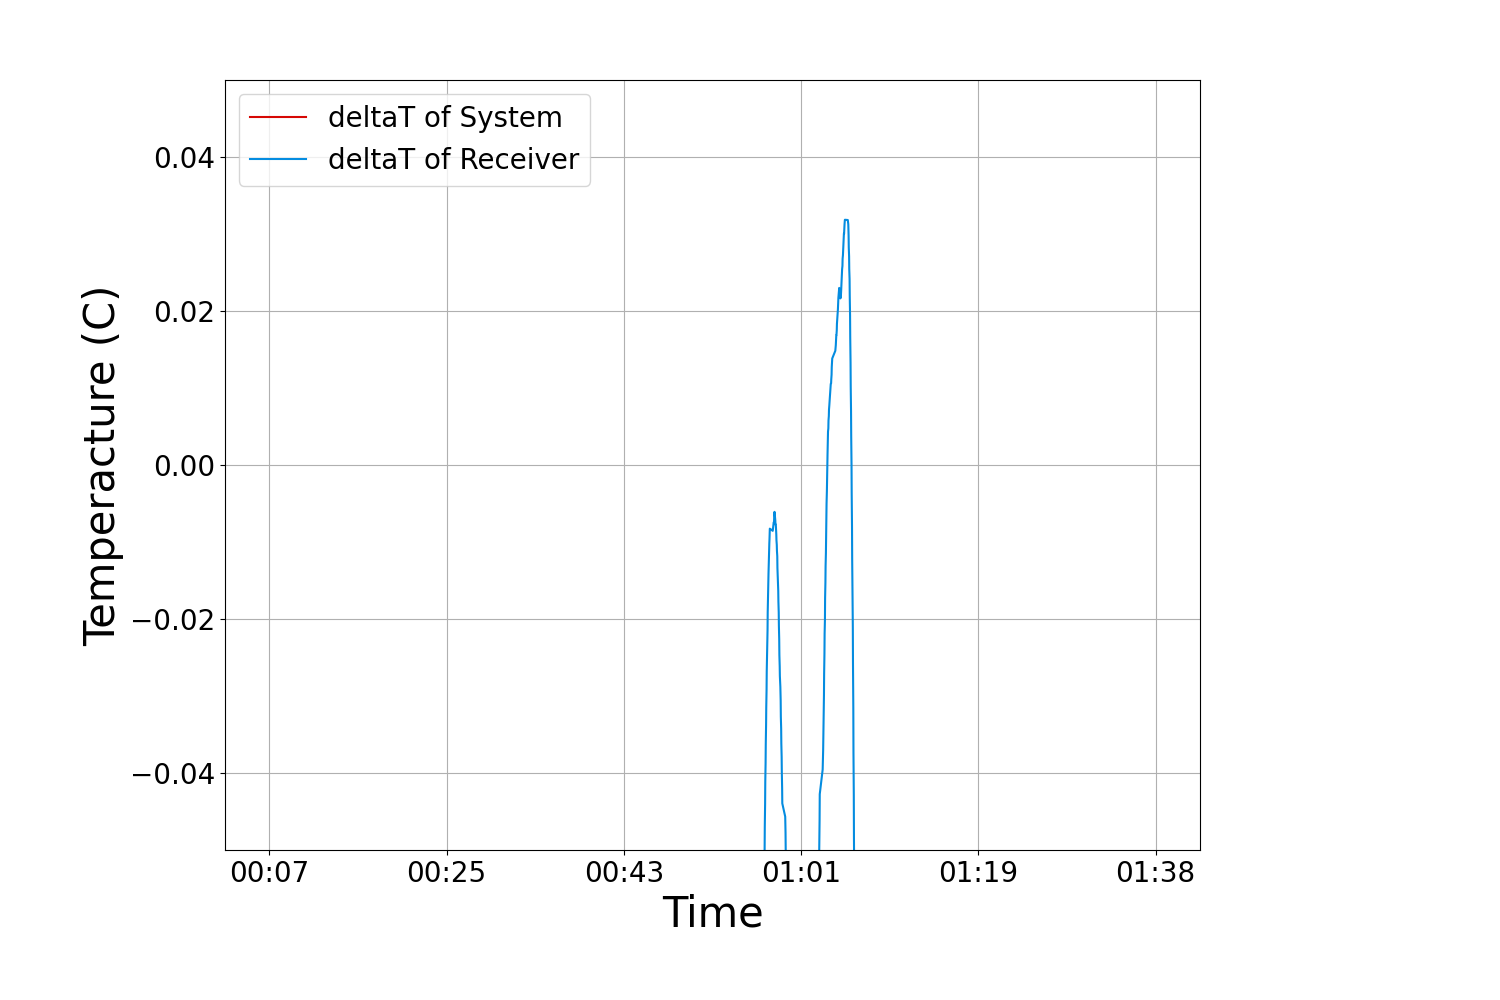 deltaT of System
deltaT of Receiver
0.04
0.02
0.00
−0.02
−0.04
Temperacture (C)
00:07 00:25 00:43 01:01 01:19 01:38
Time